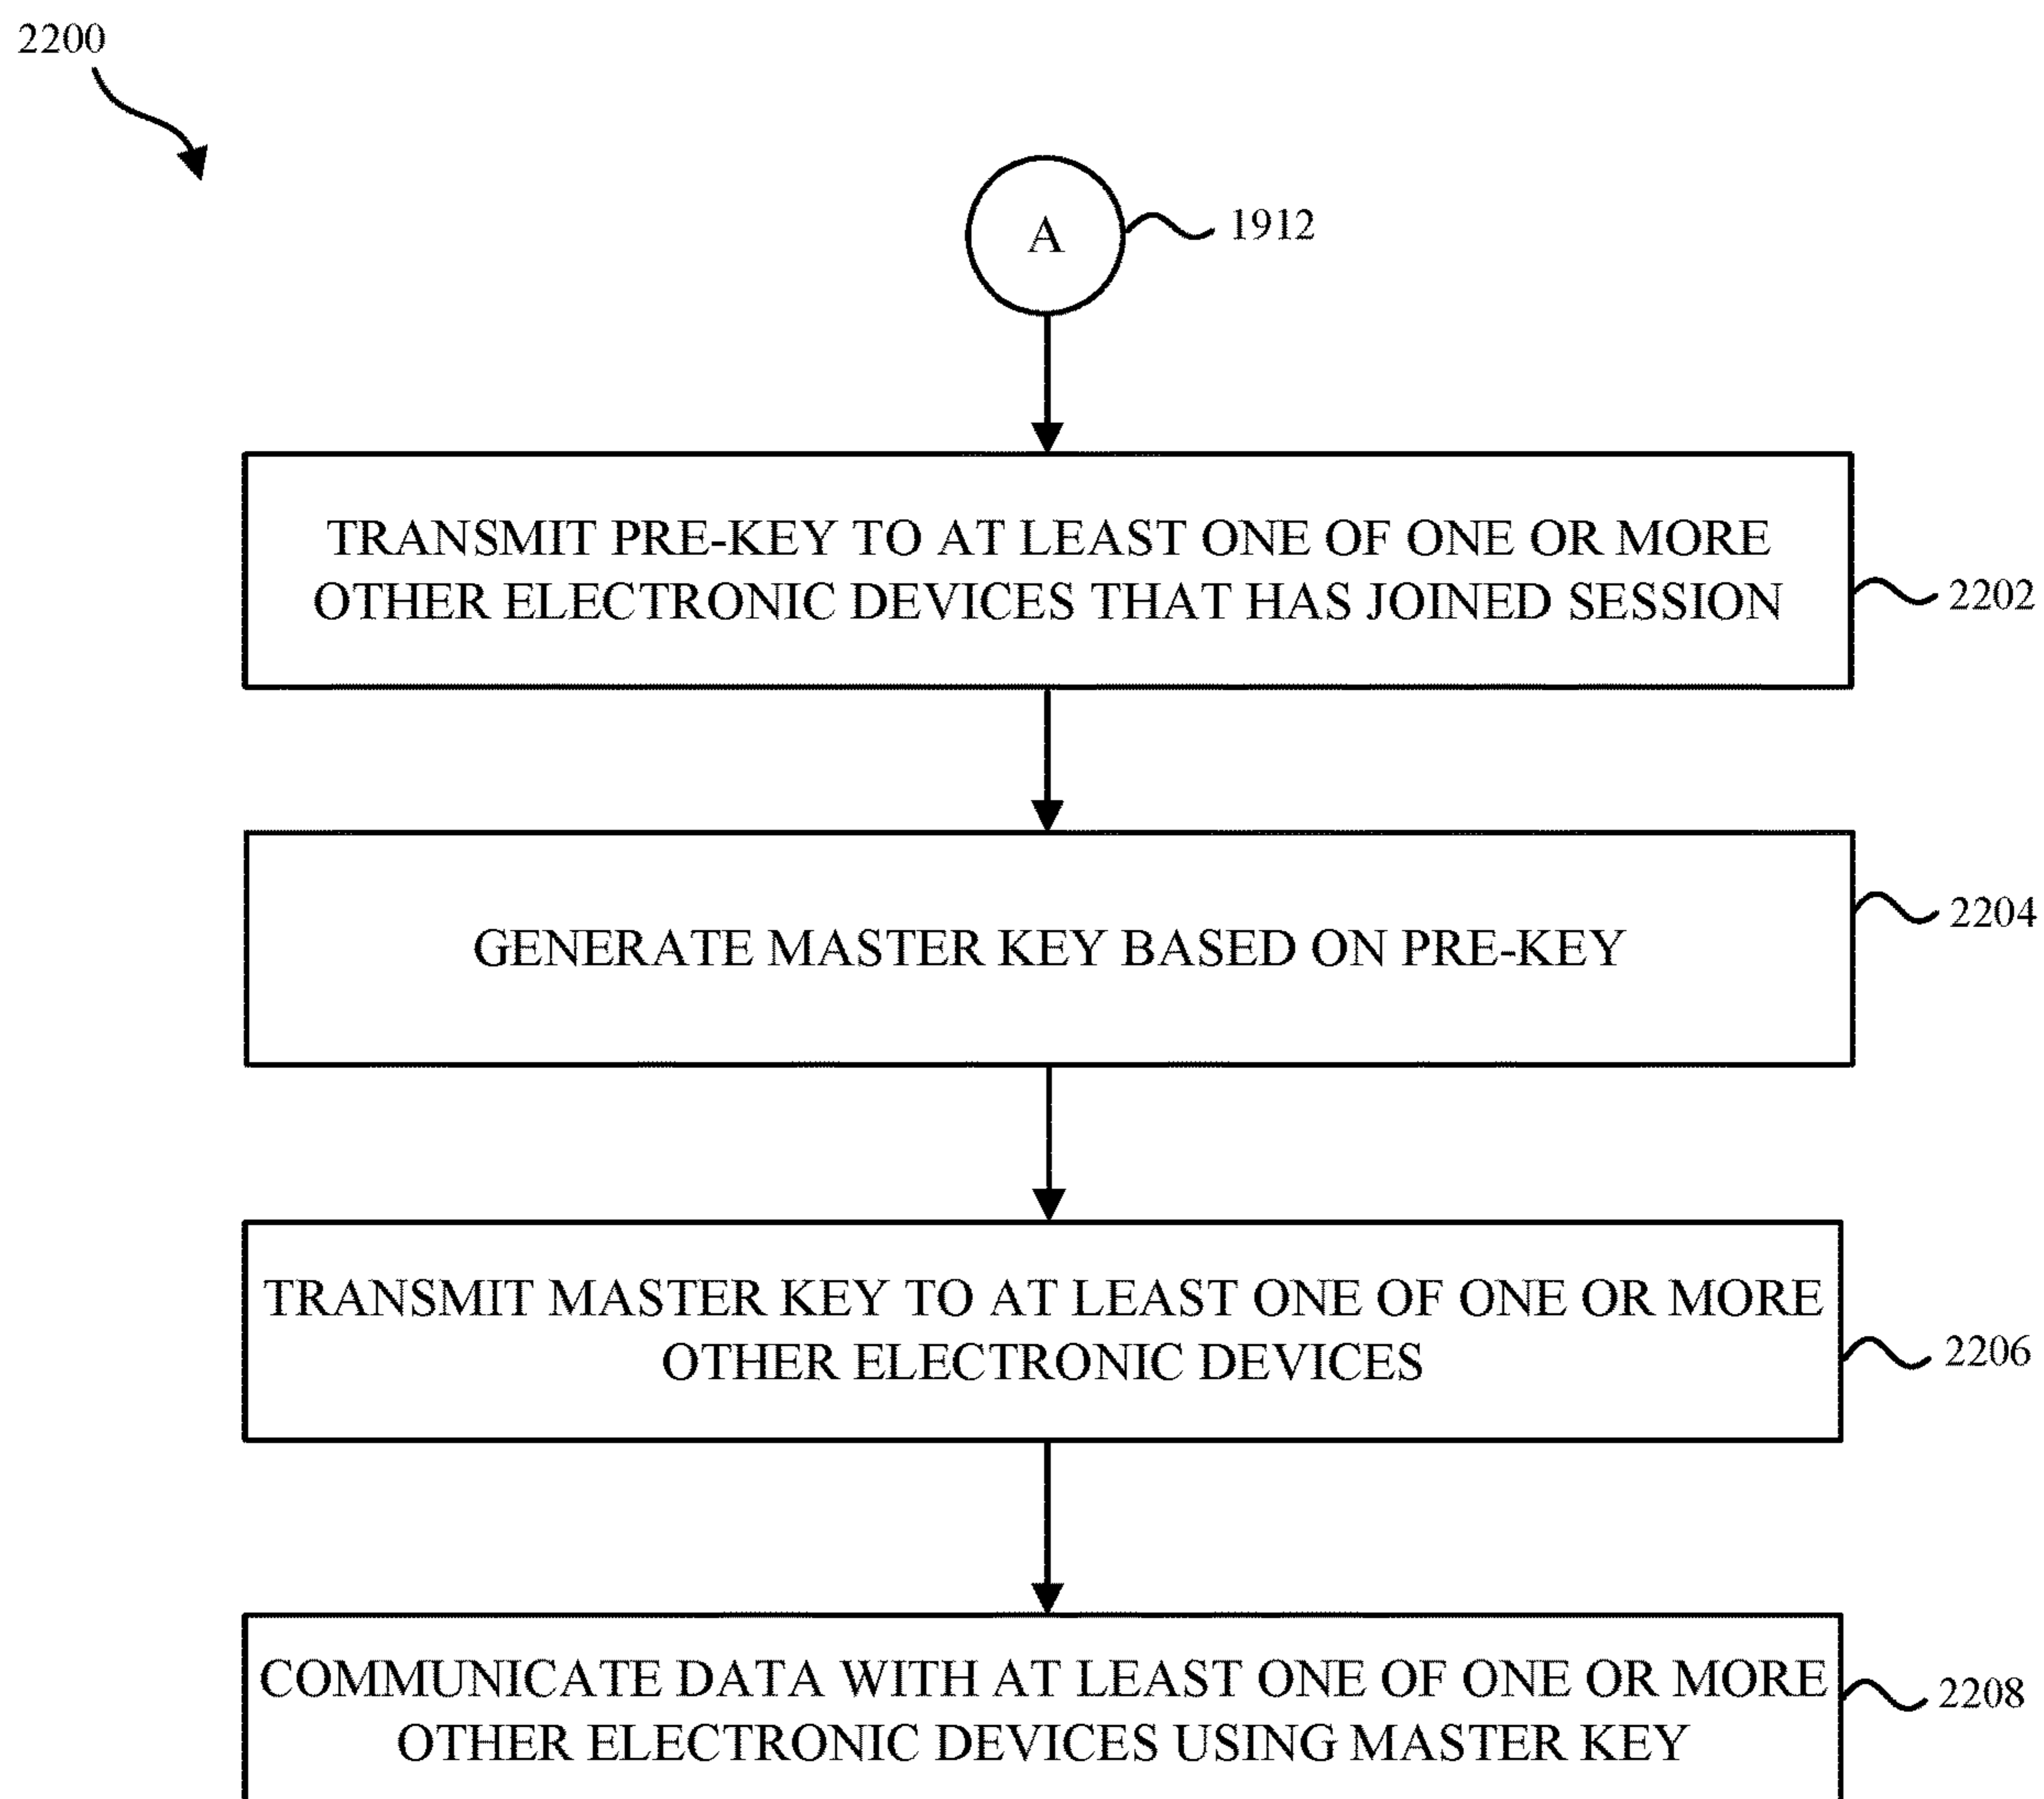 2200
A
1912
TRANSMIT PRE-KEY TO AT LEAST ONE OF ONE OR MORE
OTHER ELECTRONIC DEVICES THAT HAS JOINED SESSION
2202
GENERATE MASTER KEY BASED ON PRE-KEY
2204
TRANSMIT MASTER KEY TO AT LEAST ONE OF ONE OR MORE
OTHER ELECTRONIC DEVICES
2206
COMMUNICATE DATA WITH AT LEAST ONE OF ONE OR MORE
OTHER ELECTRONIC DEVICES USING MASTER KEY
2208